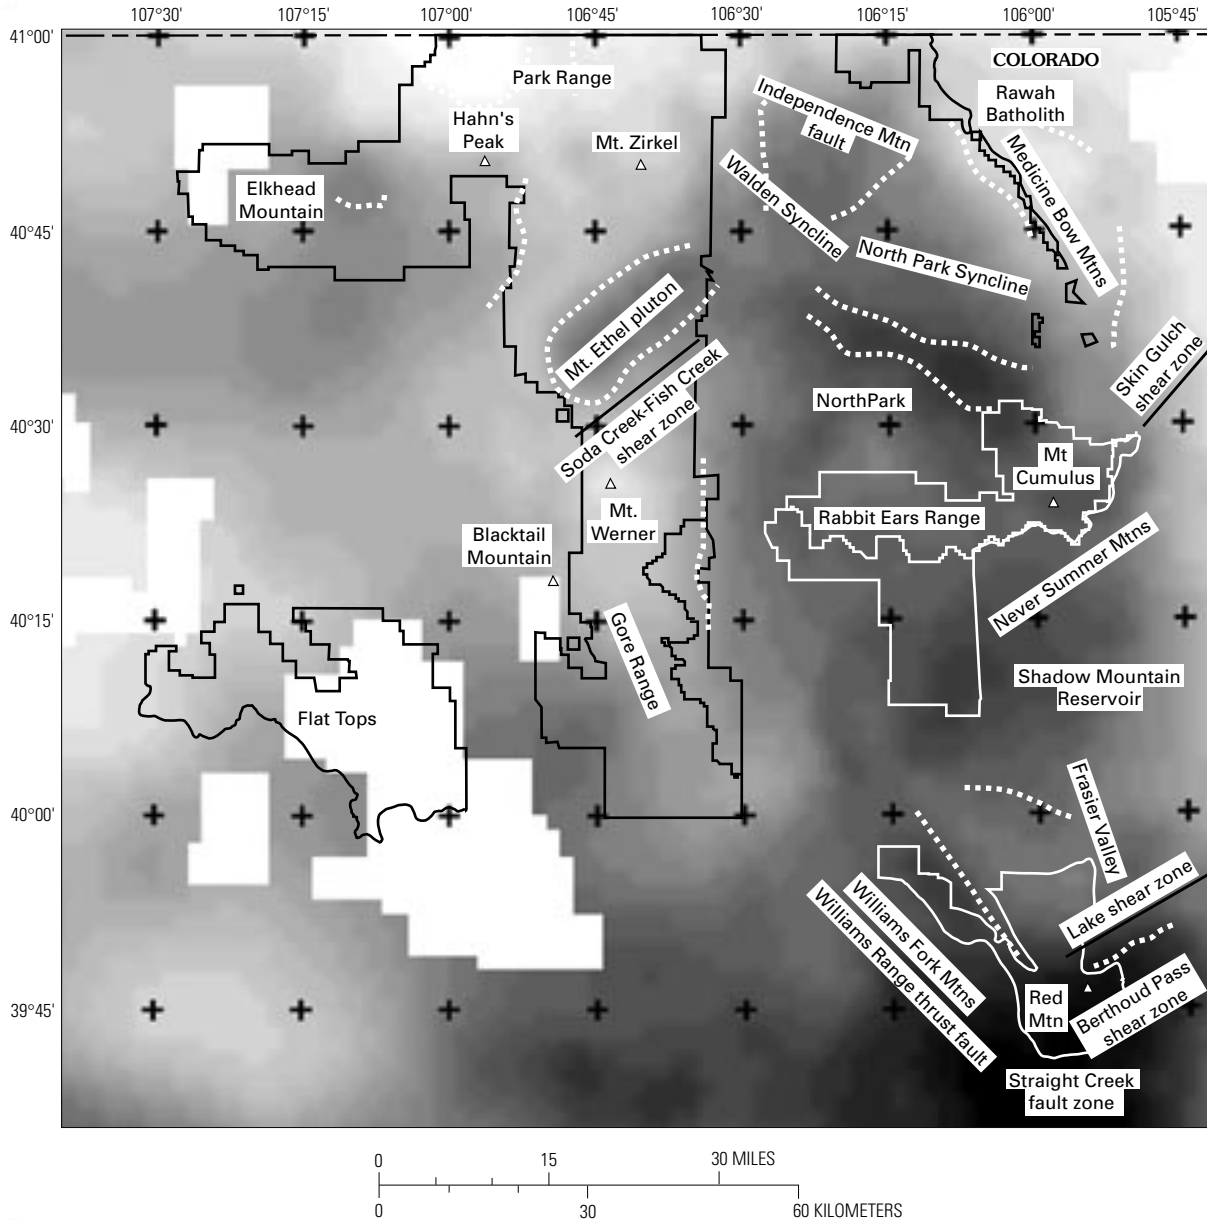 107°30' 107°15' 107°00' 106°45' 106°30' 106°15' 106°00' 105°45'
41°00'
COLORADO
Park Range
Independence Mtn
fault
Rawah
Batholith
Hahn's
Peak
Mt. Zirkel
Medicine Bow Mtns
Elkhead
Mountain
Walden Syncline
40°45'
North Park Syncline
Mt. Ethel pluton
Skin Gulch
shear zone
Soda Creek-Fish Creek
shear zone
NorthPark
40°30'
Mt
Cumulus
Mt.
Werner
Rabbit Ears Range
Blacktail
Mountain
Never Summer Mtns
40°15'
Gore Range
Shadow Mountain
Reservoir
Flat Tops
40°00'
Frasier Valley
Lake shear zone
Williams Fork Mtns
Williams Range thrust fault
39°45'
Red
Mtn
Berthoud Pass
shear zone
Straight Creek
fault zone
0 15 30 MILES
0 30 60 KILOMETERS